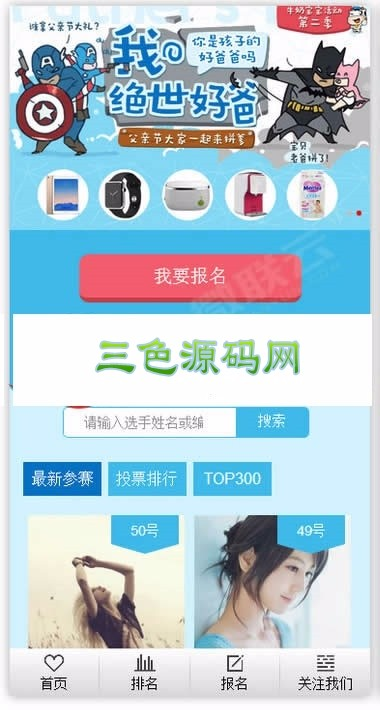 谁拿父亲节大礼?
牛奶宝宝活动
第二季
我的
你是孩子的
好爸爸吗
绝世好爸
父亲节大家一起来拼爹
宝贝
老爸拼了!
我要报名
微联云
三色源码网
请输入选手姓名或编
搜索
最新参赛
投票排行
TOP300
50号
49号
首页
排名
报名
关注我们